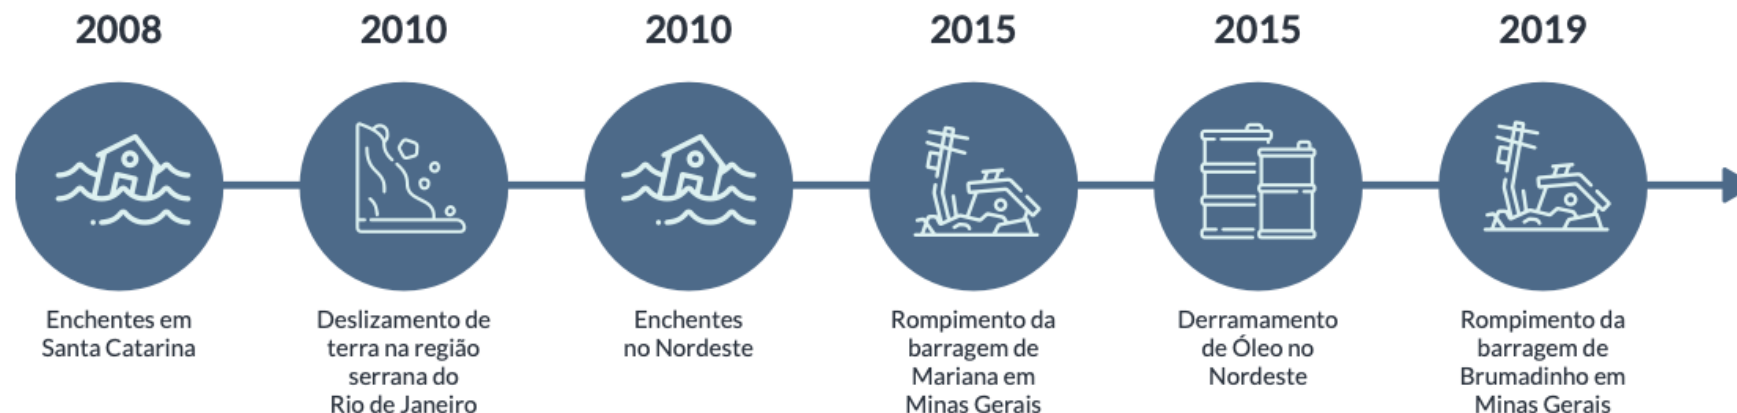 2008
Enchentes em
Santa Catarina
2010
Deslizamento de
terra na região
serrana do
Rio de Janeiro
2010
Enchentes
no Nordeste
2015
Rompimento da
barragem de
Mariana em
Minas Gerais
2015
Derramamento
de Óleo no
Nordeste
2019
Rompimento da
barragem de
Brumadinho em
Minas Gerais